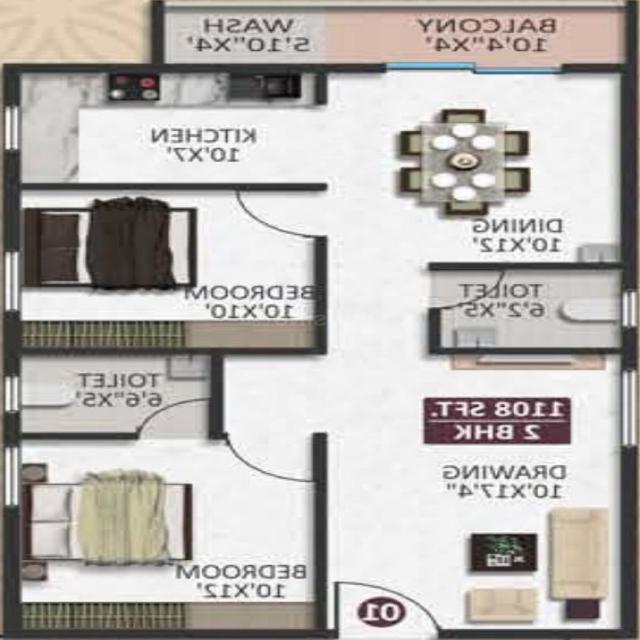 WASH
5'10"X4'
BALCONY
10'4"X4'
KITCHEN
10'X7'
DINING
10'X12'
BEDROOM
10'X10'
TOILET
6'2"X5'
TOILET
6'6"X5'
1108 SFT.
2 BHK
DRAWING
10'X17'4"
BEDROOM
10'X12'
01